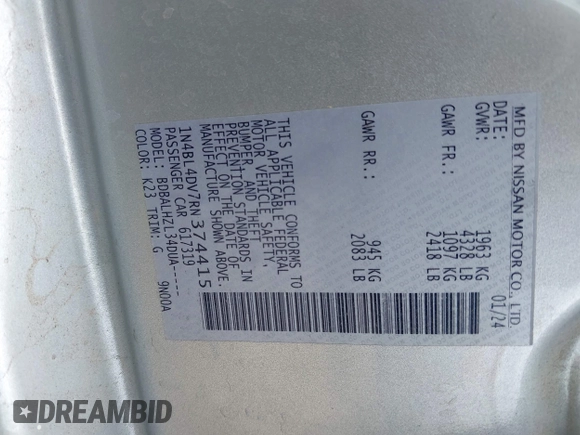 MFD BY NISSAN MOTOR CO., LTD.
DATE: 01/24
GVWR: 1963 KG
4328 LB
GAWR FR.: 1097 KG
2418 LB
GAWR RR.: 945 KG
2083 LB
THIS VEHICLE CONFORMS TO
ALL APPLICABLE FEDERAL
MOTOR VEHICLE SAFETY,
BUMPER, AND THEFT
PREVENTION STANDARDS IN
EFFECT ON THE DATE OF
MANUFACTURE SHOWN ABOVE.
1N4BL4DV7RN374415
PASSENGER CAR 617319
MODEL: BDBALHZL34DUA-----
COLOR: K23 TRIM: G 9N00A
DREAMBID